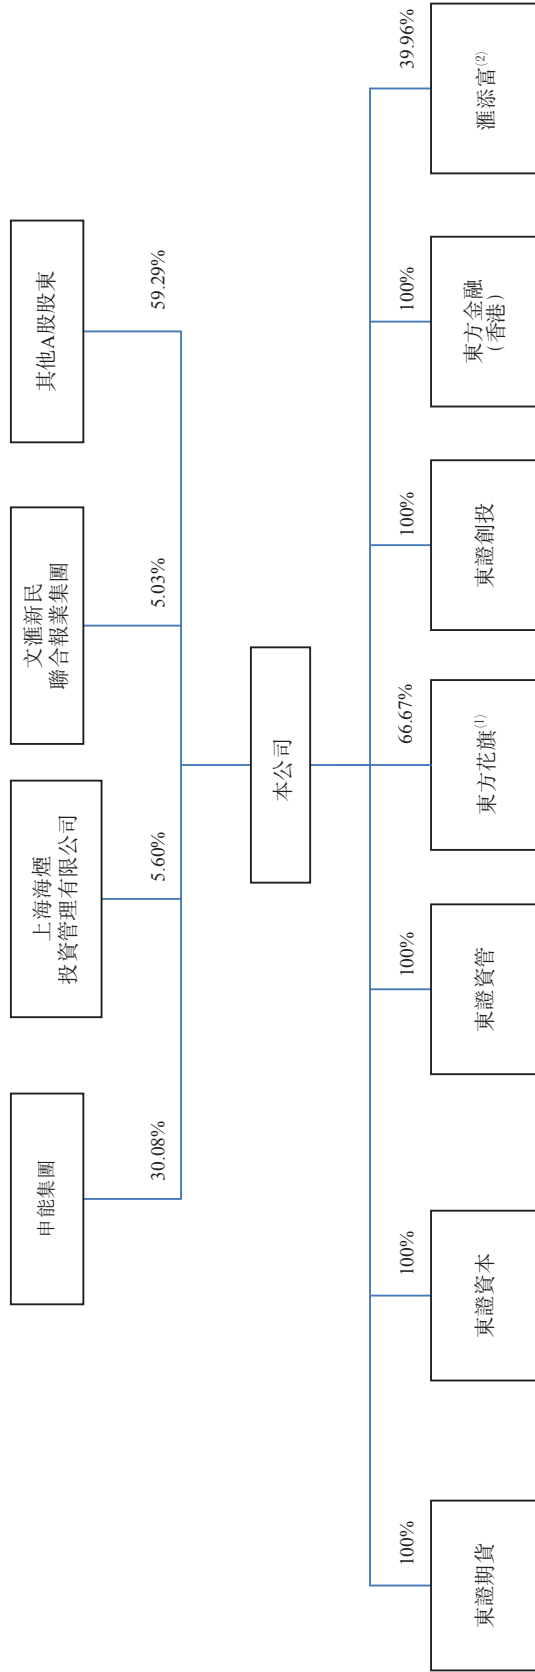 申能集團
上海海煙
投資管理有限公司
文滙新民
聯合報業集團
其他A股股東
30.08%
5.60%
5.03%
59.29%
本公司
100%
100%
100%
66.67%
100%
100%
39.96%
東證期貨
東證資本
東證資管
東方花旗(1)
東證創投
東方金融
(香港)
滙添富(2)